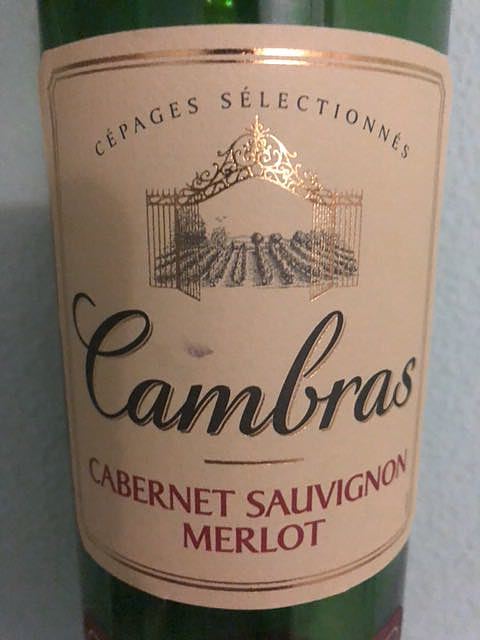 CÉPAGES SÉLECTIONNÉS
Cambras
CABERNET SAUVIGNON
MERLOT